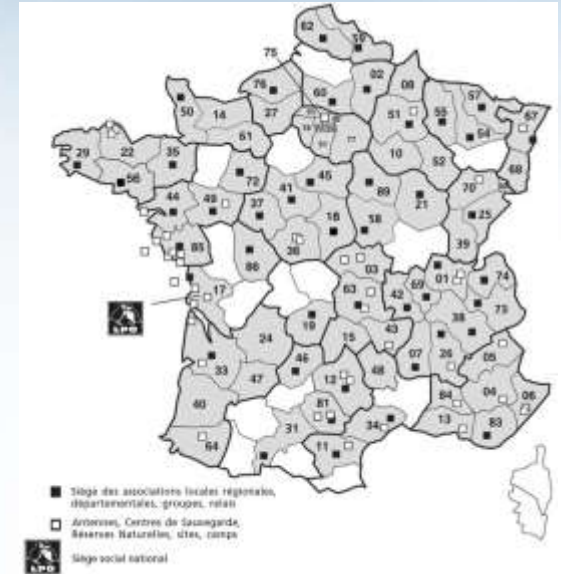 62 59
75
76 60 02 08
27
57
50 14 51 55 67
61 77 54
10 52
29 22 35 68
56 72 45 89 70
44 49 37 41 21 25
18 58
36 39
85 86
03 01 74
17 63 42 69
73
LPO 19 38
24 15 43
33 46 07 26 05
47 12 48
40 81 84 04 06
31 34 13 83
64 11
Siège des associations locales régionales,
départementales, groupes, relais
Antennes, Centres de Sauvegarde,
Réserves Naturelles, sites, camps
LPO Siège social national